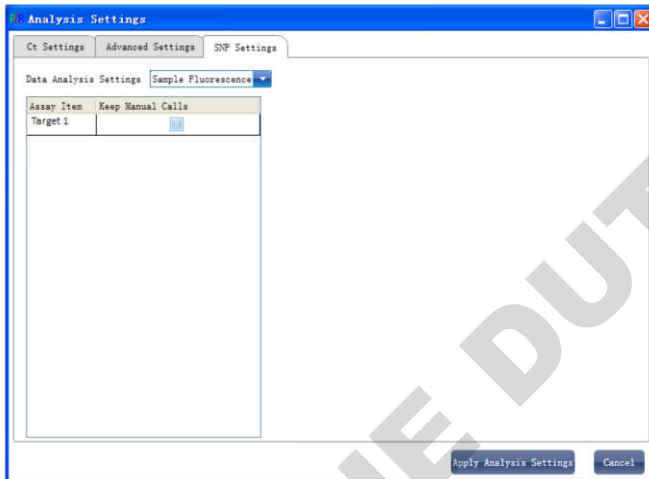 Analysis Settings
Ct Settings Advanced Settings SNP Settings
Data Analysis Settings Sample Fluorescence
Assay Item Keep Manual Calls
Target 1
Apply Analysis Settings Cancel